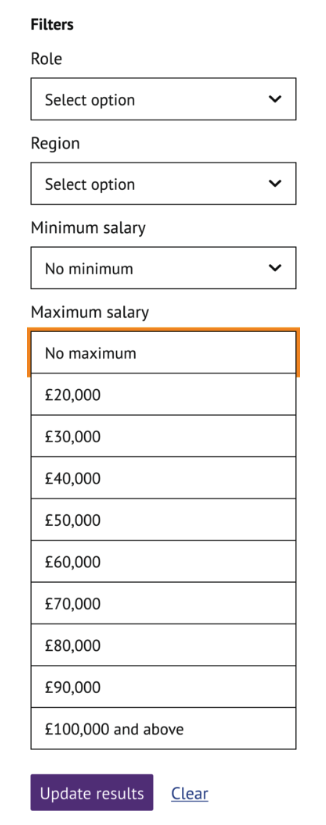 Filters
Role
Select option
Region
Select option
Minimum salary
No minimum
Maximum salary
No maximum
£20,000
£30,000
£40,000
£50,000
£60,000
£70,000
£80,000
£90,000
£100,000 and above
Update results Clear